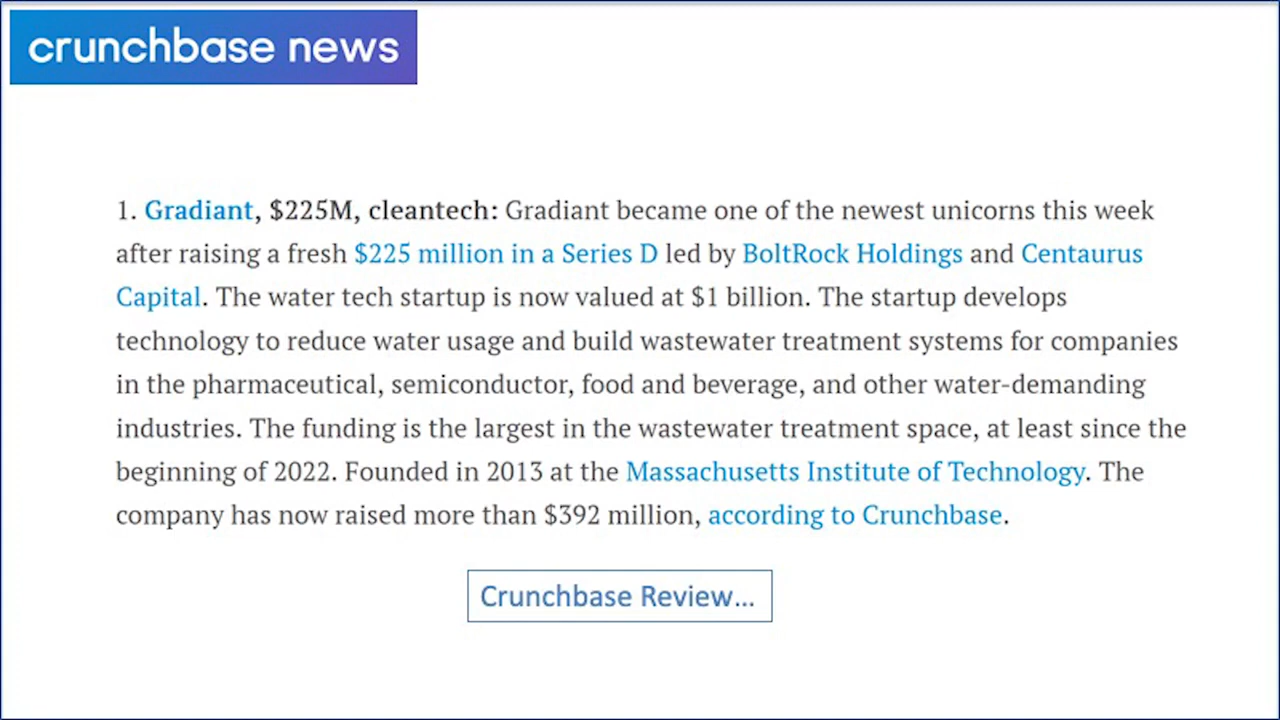 crunchbase news
1. Gradiant, $225M, cleantech: Gradiant became one of the newest unicorns this week
after raising a fresh $225 million in a Series D led by BoltRock Holdings and Centaurus
Capital. The water tech startup is now valued at $1 billion. The startup develops
technology to reduce water usage and build wastewater treatment systems for companies
in the pharmaceutical, semiconductor, food and beverage, and other water-demanding
industries. The funding is the largest in the wastewater treatment space, at least since the
beginning of 2022. Founded in 2013 at the Massachusetts Institute of Technology. The
company has now raised more than $392 million, according to Crunchbase.
Crunchbase Review...